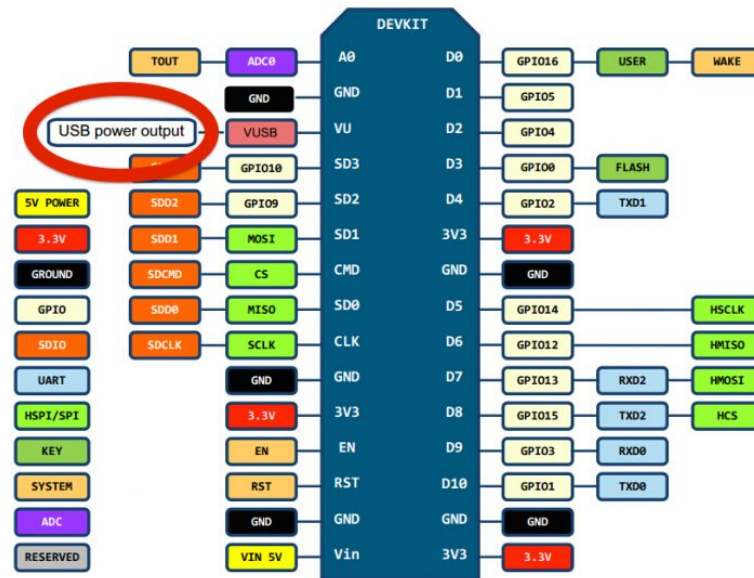 DEVKIT
TOUT ADC0 A0 D0 GPIO16 USER WAKE
GND GND D1 GPIO5
USB power output VUSB VU D2 GPIO4
GPIO10 SD3 D3 GPIO0 FLASH
5V POWER SDD2 GPIO9 SD2 D4 GPIO2 TXD1
3.3V SDD1 MOSI SD1 3V3 3.3V
GROUND SDCMD CS CMD GND GND
GPIO SDD0 MISO SD0 D5 GPIO14 HSCLK
SDIO SDCLK SCLK CLK D6 GPIO12 HMISO
UART GND GND D7 GPIO13 RXD2 HMOSI
HSPI/SPI 3.3V 3V3 D8 GPIO15 TXD2 HCS
KEY EN EN D9 GPIO3 RXD0
SYSTEM RST RST D10 GPIO1 TXD0
ADC GND GND GND GND
RESERVED VIN 5V Vin 3V3 3.3V